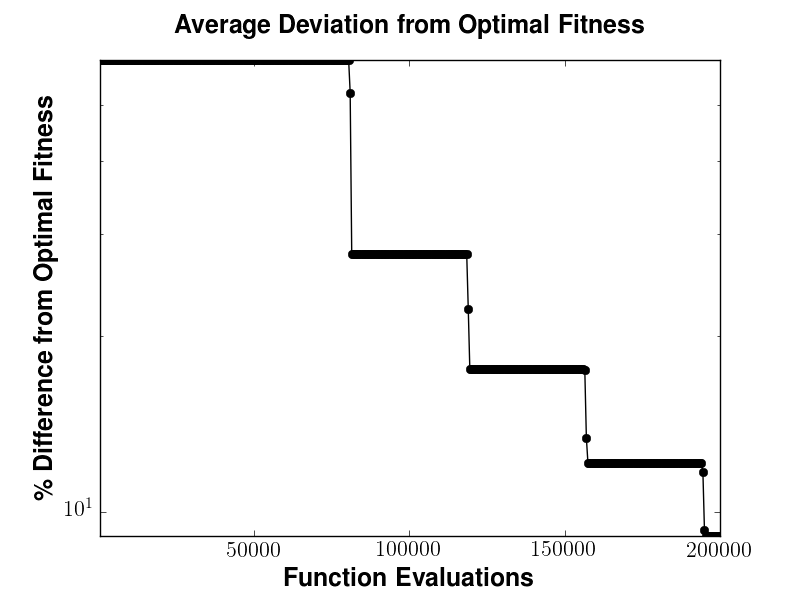 Average Deviation from Optimal Fitness
% Difference from Optimal Fitness
10¹
50000 100000 150000 200000
Function Evaluations